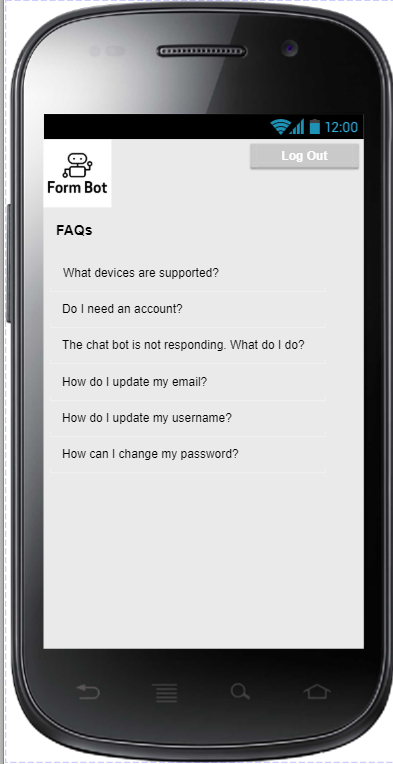 12:00
Log Out
Form Bot
FAQs
What devices are supported?
Do I need an account?
The chat bot is not responding. What do I do?
How do I update my email?
How do I update my username?
How can I change my password?